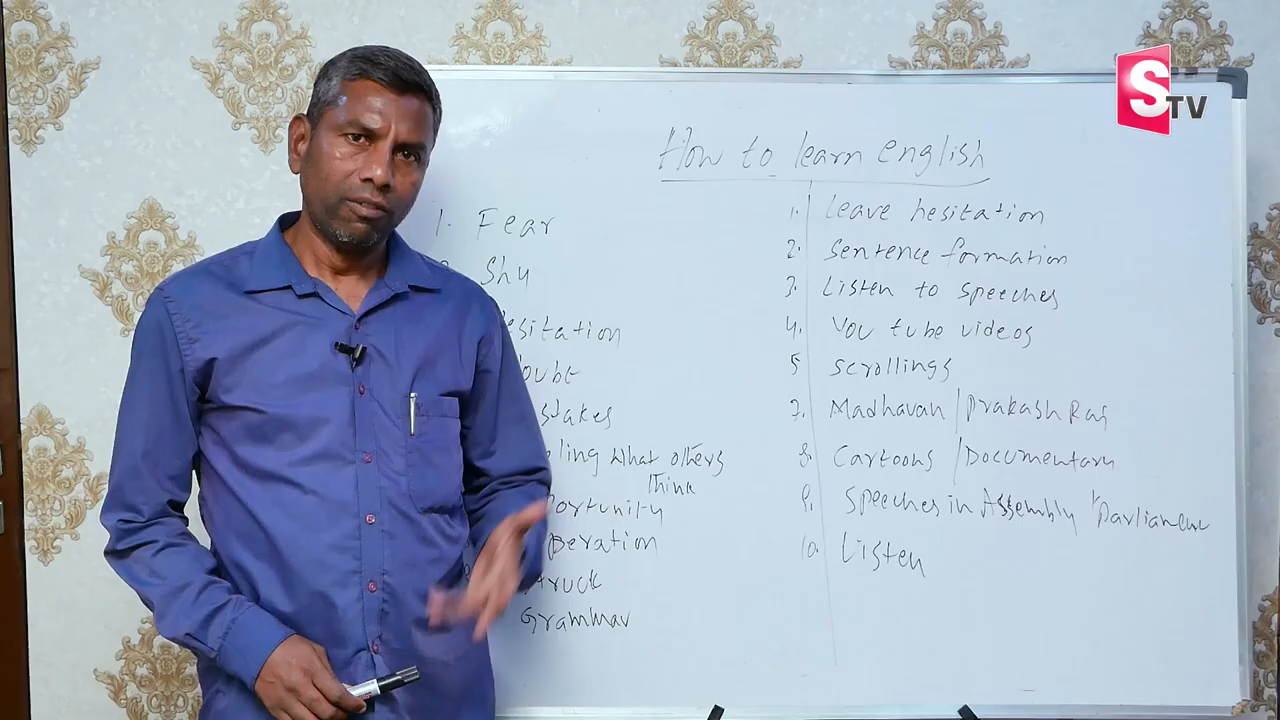 S TV
How to learn english
1. Fear
Shy
esitation
oubt
stakes
ling what others
Think
portunity
peration
truck
Grammar
1. Leave hesitation
2. Sentence formation
3. Listen to speeches
4. You tube videos
5 Scrollings
7. Madhavan / Prakash Raj
8. Cartoons / Documentary
9. Speeches in Assembly / Parliament
10. Listen